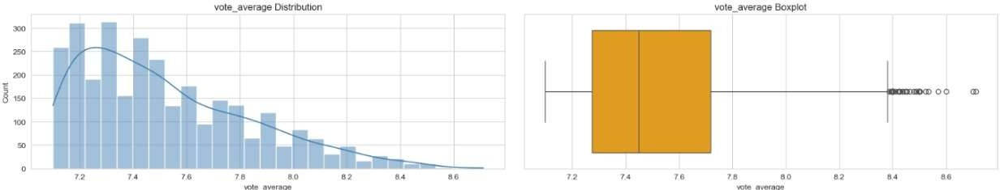 vote_average Distribution
300
250
200
150
100
50
0
Count
7.2 7.4 7.6 7.8 8.0 8.2 8.4 8.6
vote_average
vote_average Boxplot
7.2 7.4 7.6 7.8 8.0 8.2 8.4 8.6
vote_average